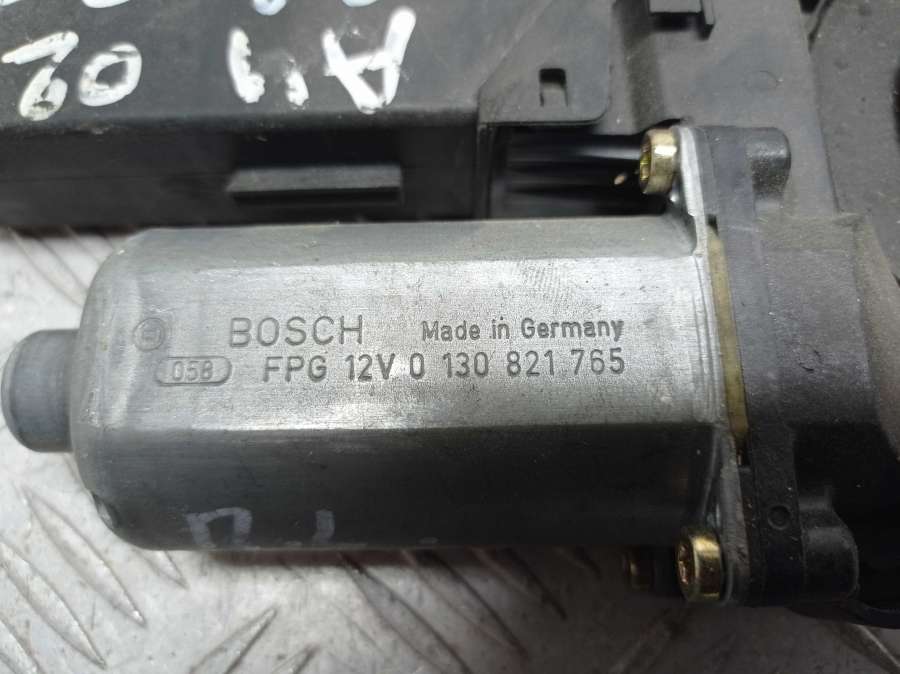 A4 02
BOSCH Made in Germany
058 FPG 12V 0 130 821 765